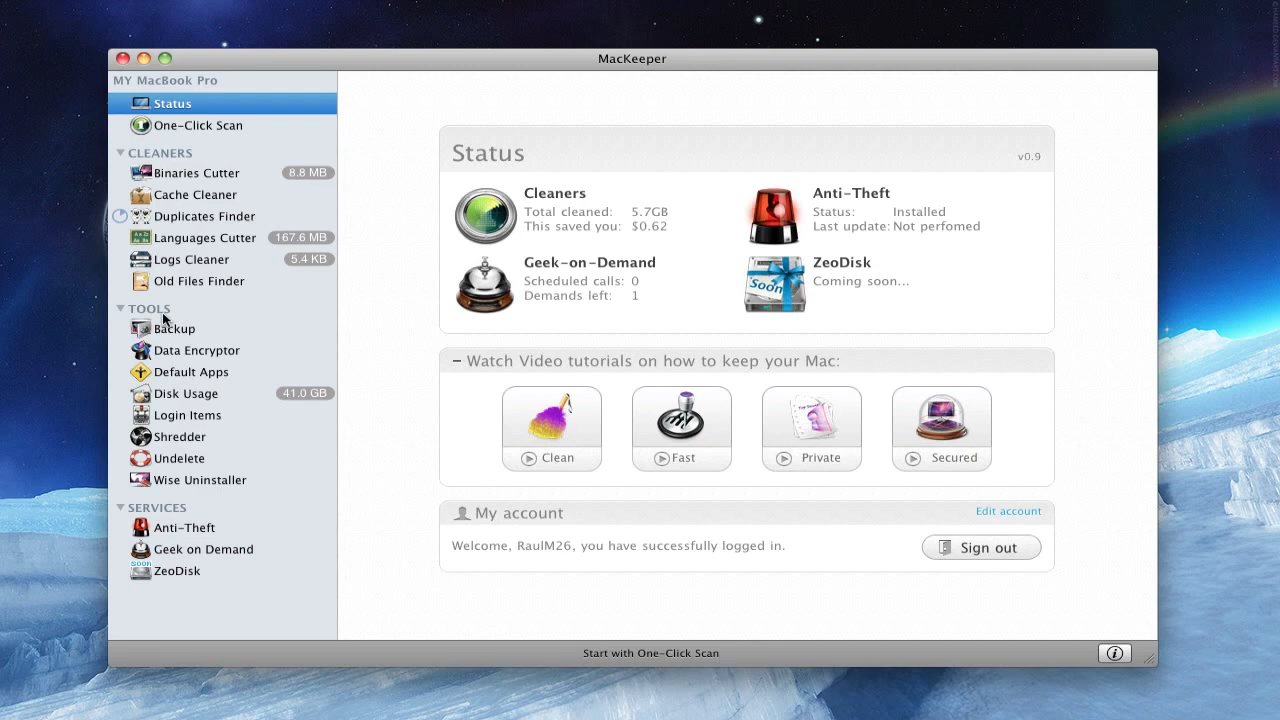 MacKeeper
MY MacBook Pro
Status
One-Click Scan
CLEANERS
Binaries Cutter 8.8 MB
Cache Cleaner
Duplicates Finder
Languages Cutter 167.6 MB
Logs Cleaner 5.4 KB
Old Files Finder
TOOLS
Backup
Data Encryptor
Default Apps
Disk Usage 41.0 GB
Login Items
Shredder
Undelete
Wise Uninstaller
SERVICES
Anti-Theft
Geek on Demand
SOON
ZeoDisk
Status v0.9
Cleaners
Total cleaned: 5.7GB
This saved you: $0.62
Anti-Theft
Status: Installed
Last update: Not perfomed
Geek-on-Demand
Scheduled calls: 0
Demands left: 1
Soon
ZeoDisk
Coming soon...
Watch Video tutorials on how to keep your Mac:
Clean
Fast
Private
Secured
My account Edit account
Welcome, RaulM26, you have successfully logged in.
Sign out
Start with One-Click Scan